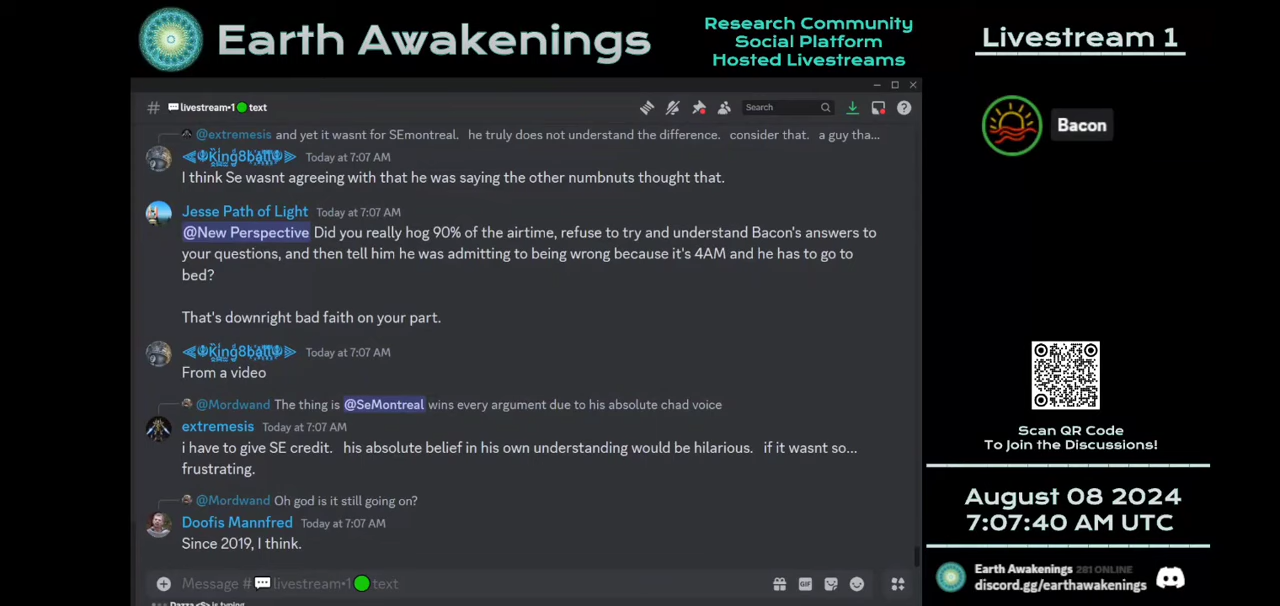 Earth Awakenings
Research Community
Social Platform
Hosted Livestreams
Livestream 1
# livestream•1 text
Search
Bacon
@extremesis and yet it wasnt for SEmontreal. he truly does not understand the difference. consider that. a guy tha...
King8ball Today at 7:07 AM
I think Se wasnt agreeing with that he was saying the other numbnuts thought that.
Jesse Path of Light Today at 7:07 AM
@New Perspective Did you really hog 90% of the airtime, refuse to try and understand Bacon's answers to
your questions, and then tell him he was admitting to being wrong because it's 4AM and he has to go to
bed?
That's downright bad faith on your part.
King8ball Today at 7:07 AM
From a video
@Mordwand The thing is @SeMontreal wins every argument due to his absolute chad voice
extremesis Today at 7:07 AM
i have to give SE credit. his absolute belief in his own understanding would be hilarious. if it wasnt so...
frustrating.
@Mordwand Oh god is it still going on?
Doofis Mannfred Today at 7:07 AM
Since 2019, I think.
Message # livestream•1 text
GIF
is typing
Scan QR Code
To Join the Discussions!
August 08 2024
7:07:40 AM UTC
Earth Awakenings 281 ONLINE
discord.gg/earthawakenings